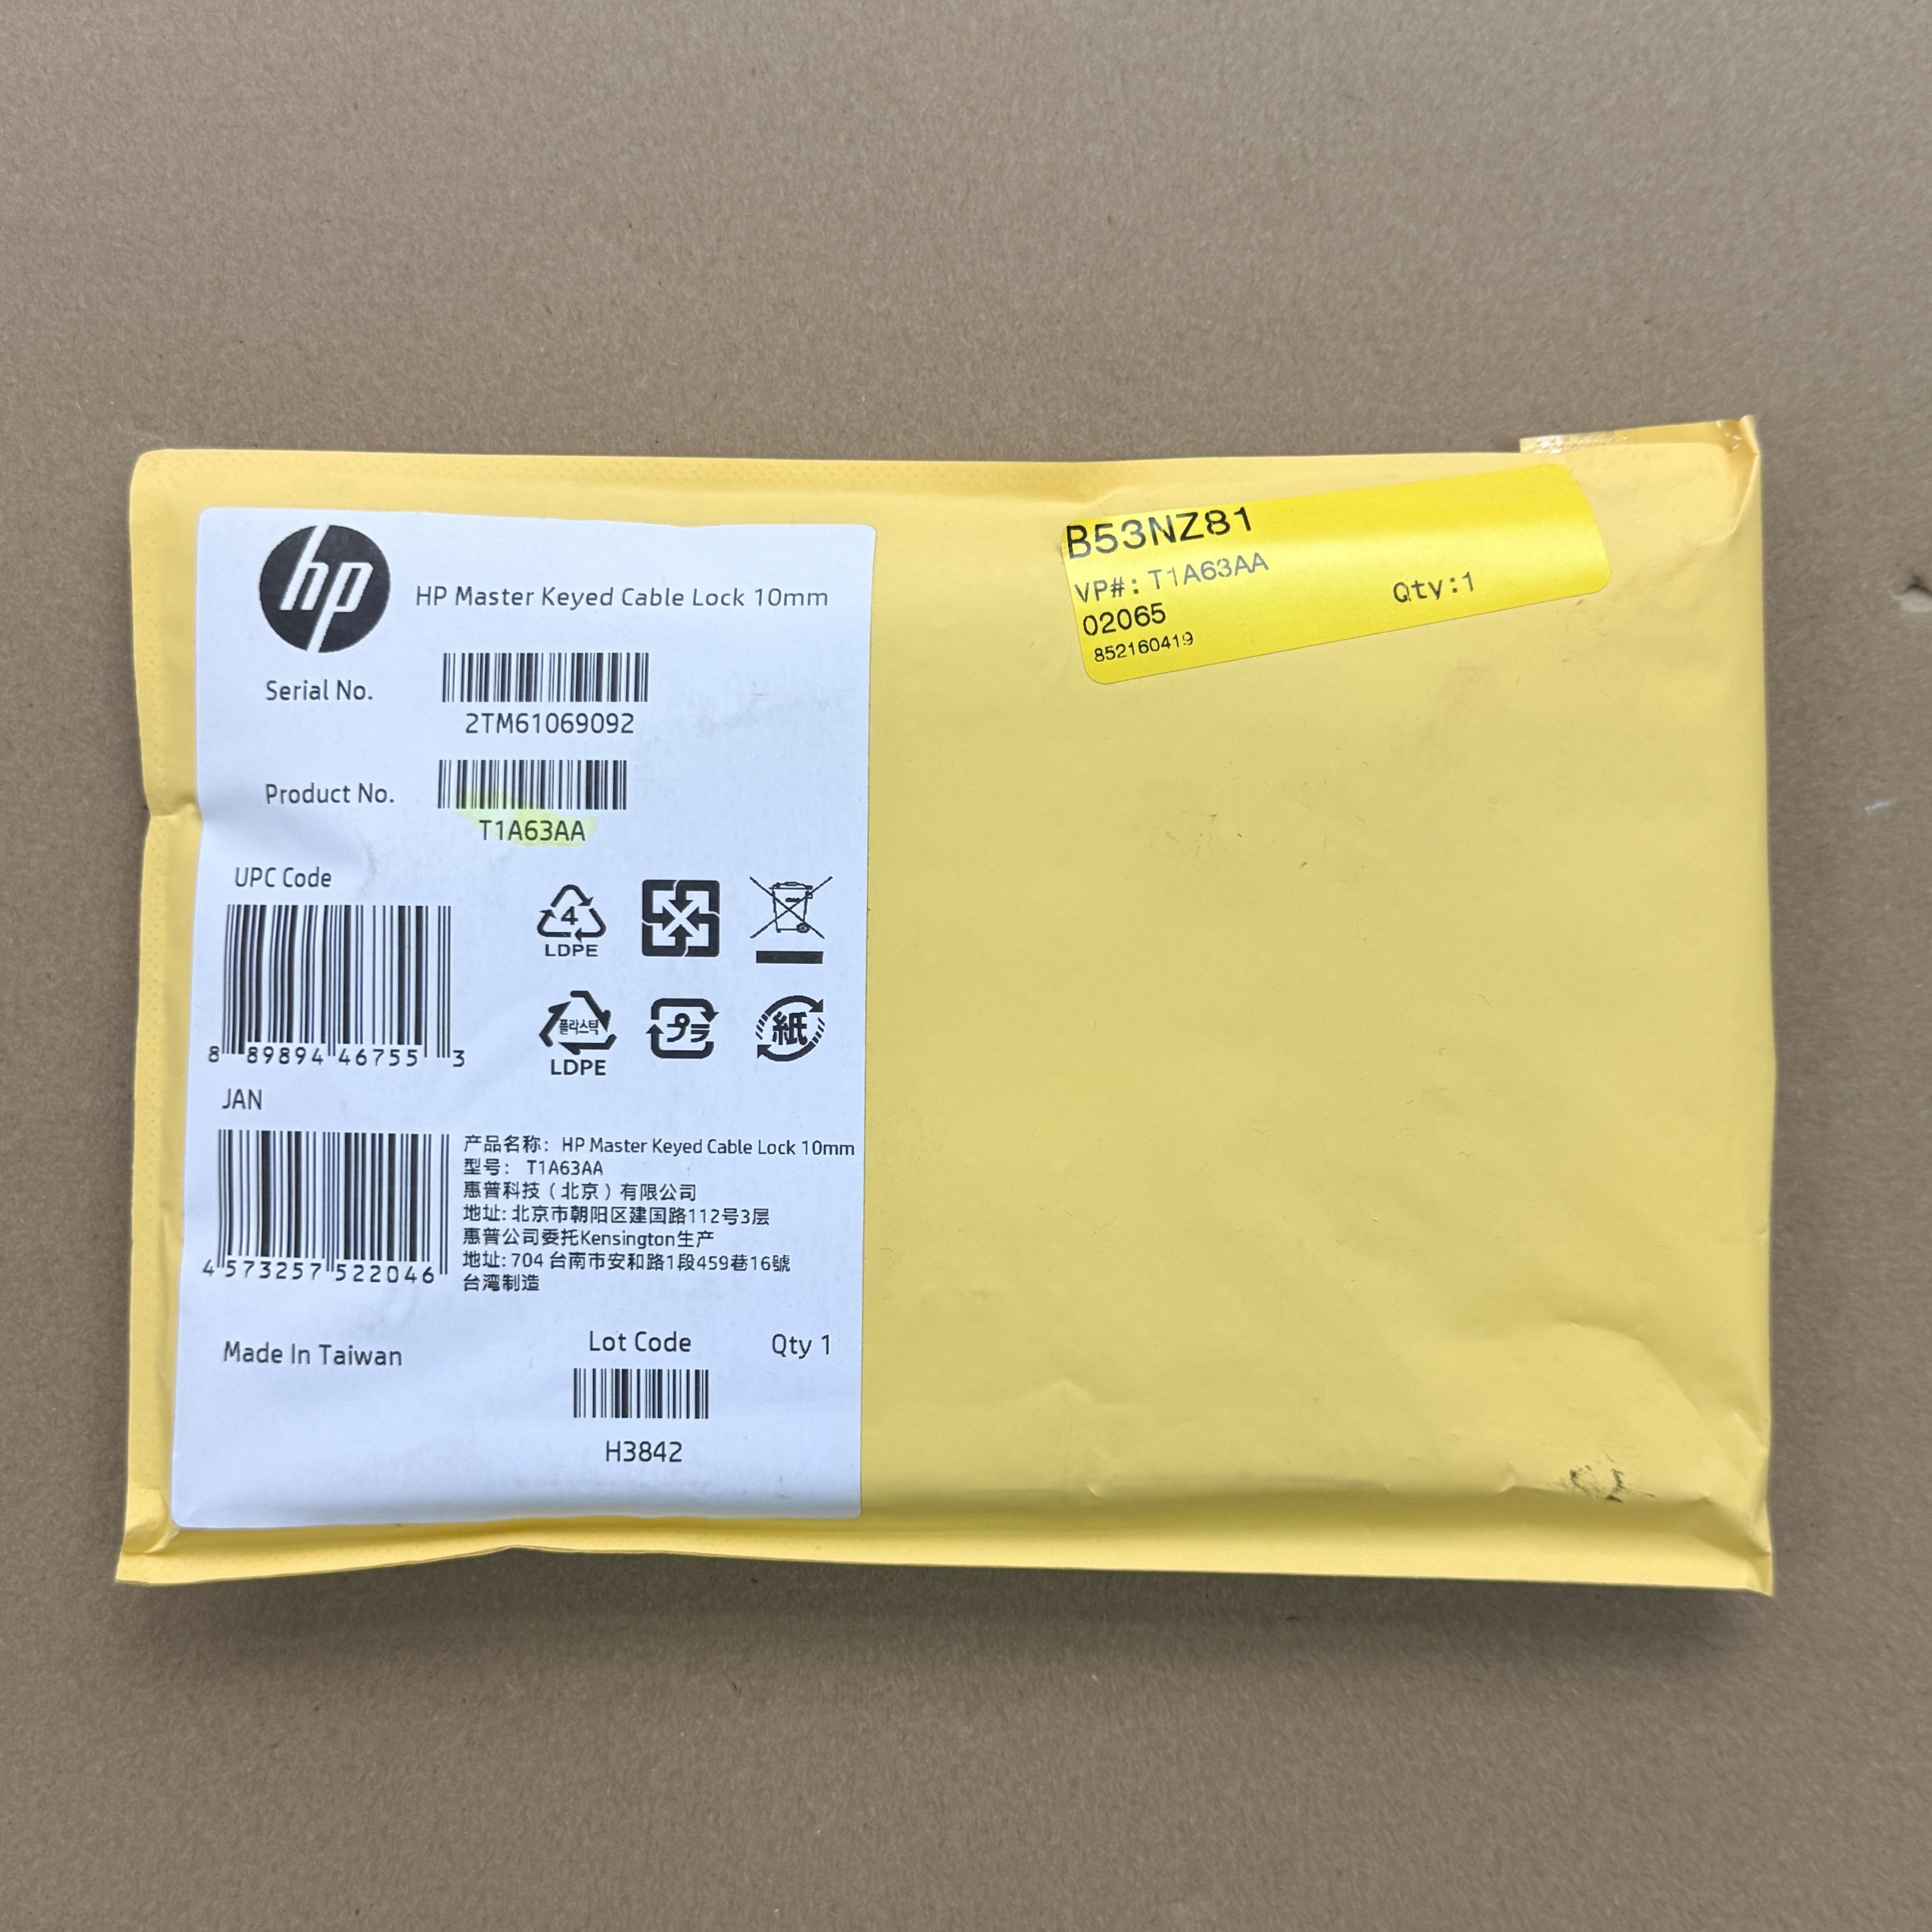 hp
HP Master Keyed Cable Lock 10mm
Serial No.
2TM61069092
Product No.
T1A63AA
UPC Code
8 89894 46755 3
4
LDPE
플라스틱
LDPE
プラ
紙
JAN
4 573257 522046
产品名称: HP Master Keyed Cable Lock 10mm
型号: T1A63AA
惠普科技（北京）有限公司
地址: 北京市朝阳区建国路112号3层
惠普公司委托Kensington生产
地址: 704 台南市安和路1段459巷16號
台湾制造
Made In Taiwan
Lot Code
Qty 1
H3842
B53NZ81
VP#: T1A63AA
Qty:1
02065
852160419